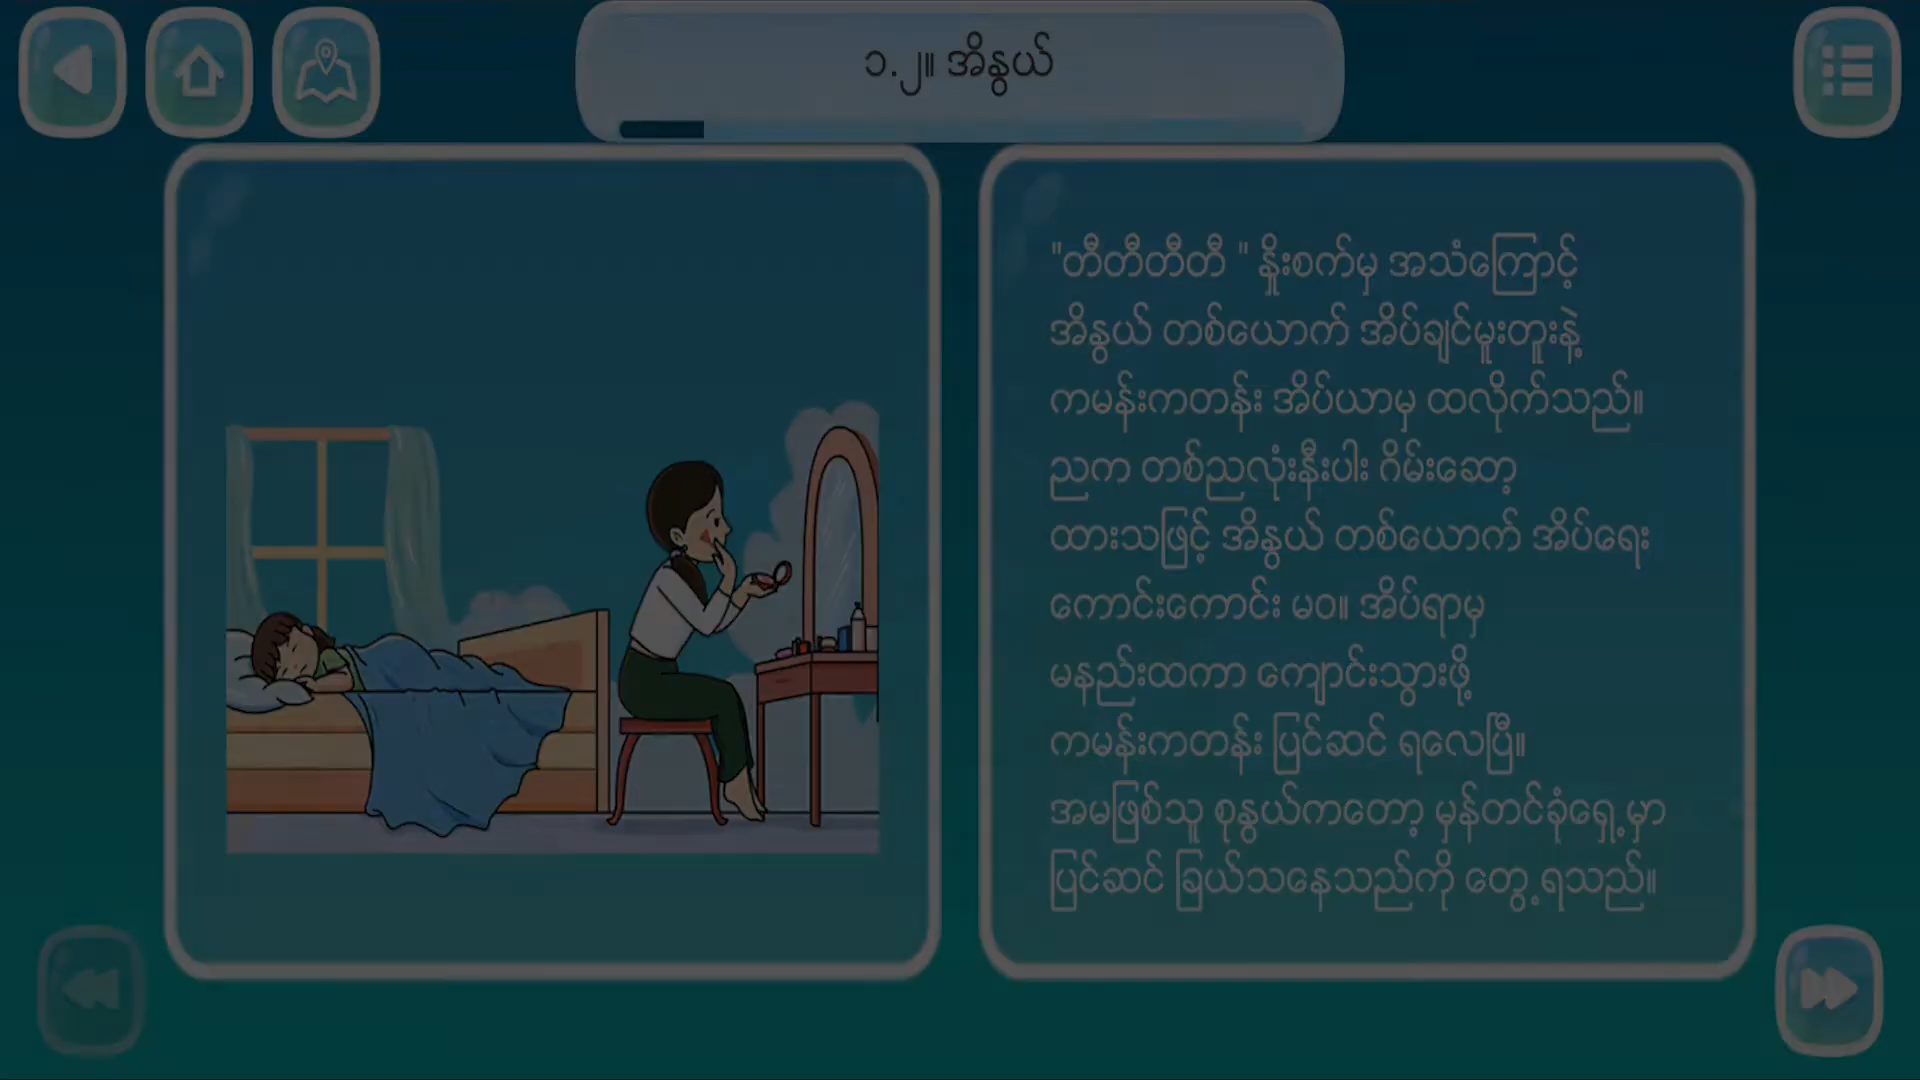 ၁.၂။ အိနွယ်
"တီတီတီတီ " နှိုးစက်မှ အသံကြောင့်
အိနွယ် တစ်ယောက် အိပ်ချင်မူးတူးနဲ့
ကမန်းကတန်း အိပ်ယာမှ ထလိုက်သည်။
ညက တစ်ညလုံးနီးပါး ဂိမ်းဆော့
ထားသဖြင့် အိနွယ် တစ်ယောက် အိပ်ရေး
ကောင်းကောင်း မဝ။ အိပ်ရာမှ
မနည်းထကာ ကျောင်းသွားဖို့
ကမန်းကတန်း ပြင်ဆင် ရလေပြီ။
အမဖြစ်သူ စုနွယ်ကတော့ မှန်တင်ခုံရှေ့မှာ
ပြင်ဆင် ခြယ်သနေသည်ကို တွေ့ရသည်။